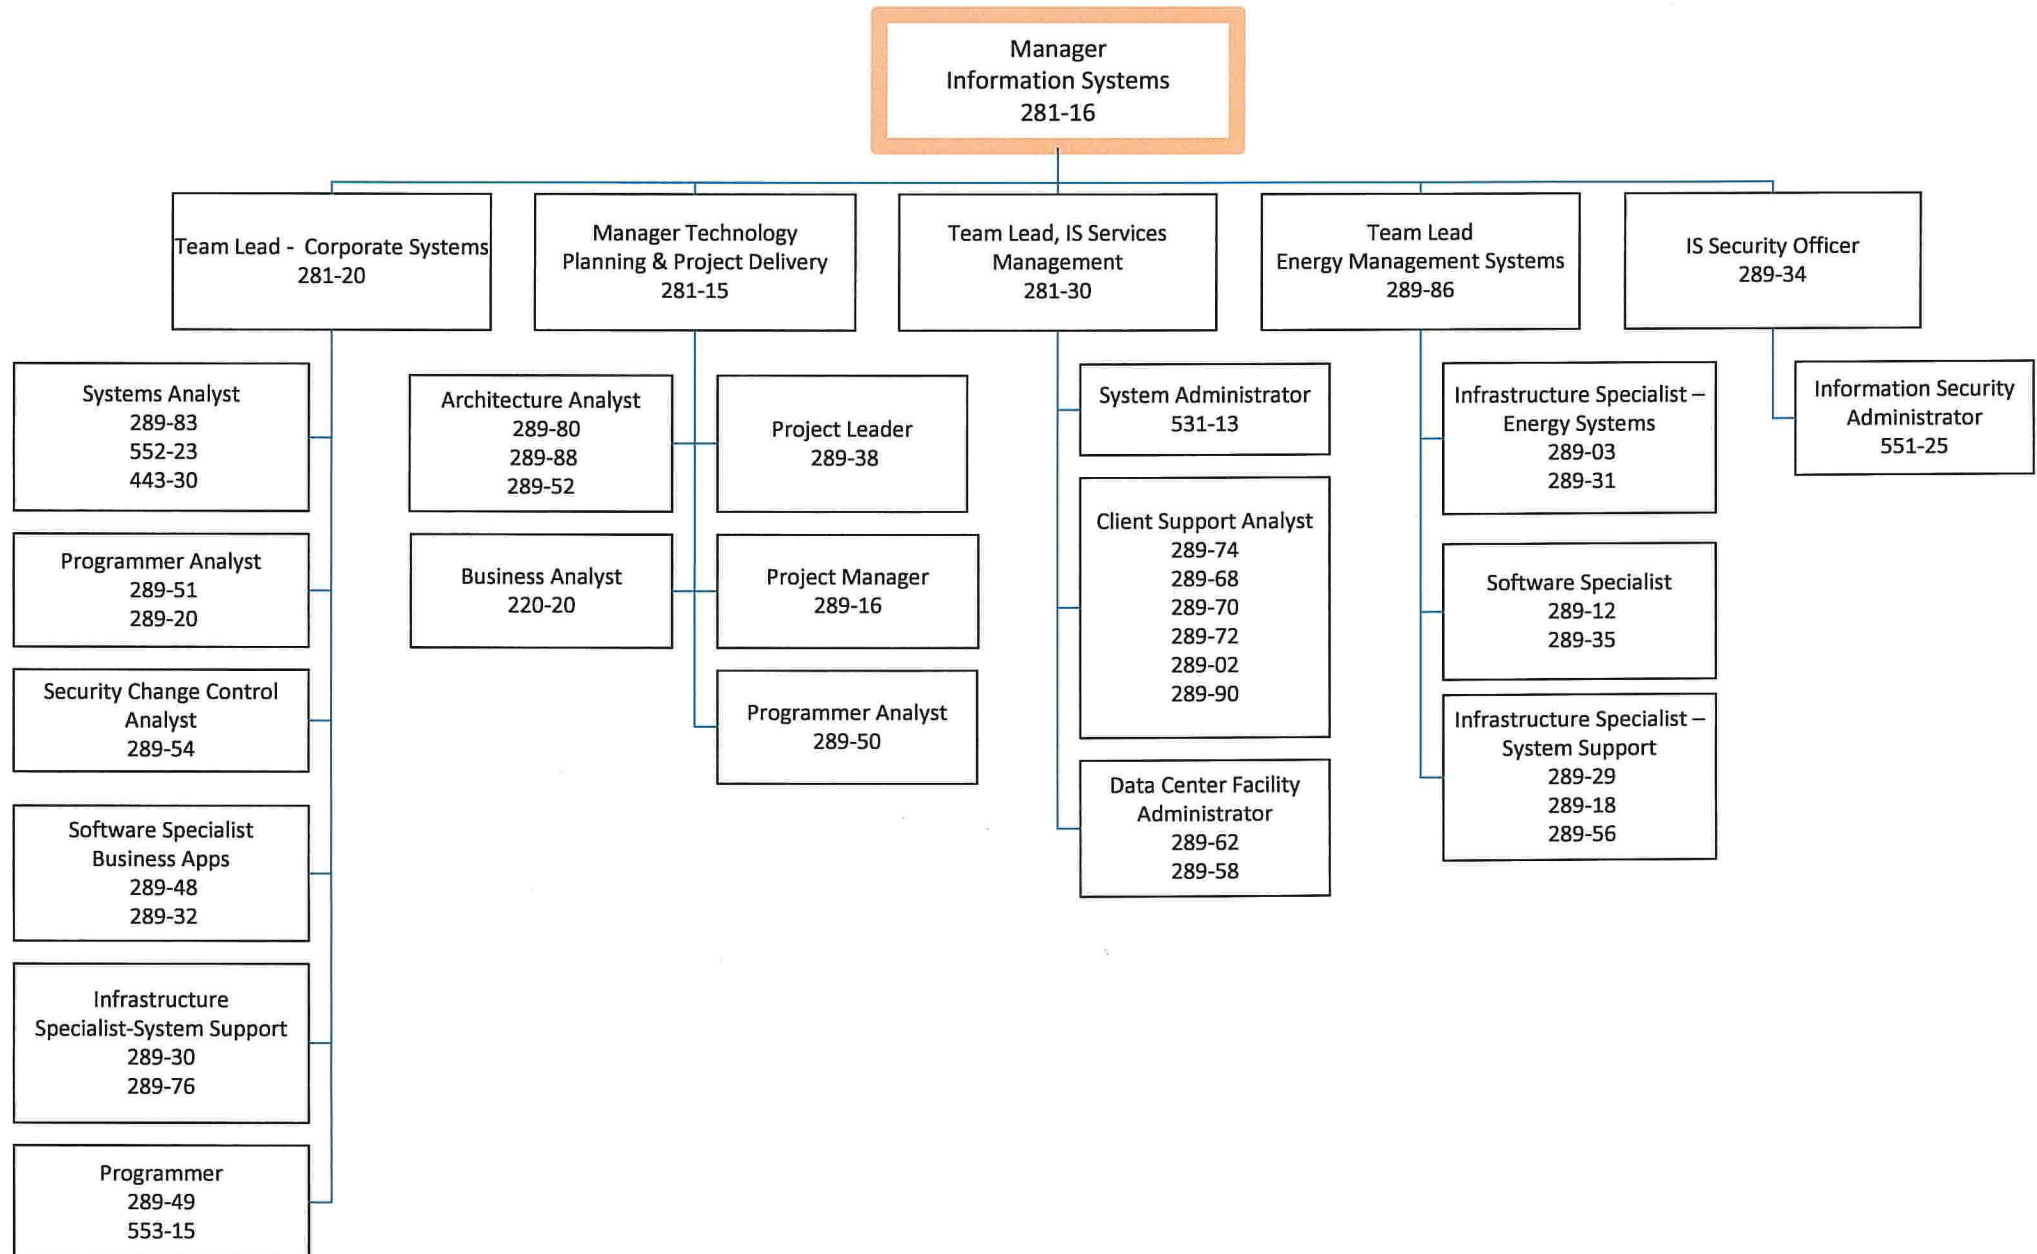 Manager
Information Systems
281-16
Team Lead - Corporate Systems
281-20
Manager Technology
Planning & Project Delivery
281-15
Team Lead, IS Services
Management
281-30
Team Lead
Energy Management Systems
289-86
IS Security Officer
289-34
Systems Analyst
289-83
552-23
443-30
Programmer Analyst
289-51
289-20
Security Change Control
Analyst
289-54
Software Specialist
Business Apps
289-48
289-32
Infrastructure
Specialist-System Support
289-30
289-76
Programmer
289-49
553-15
Architecture Analyst
289-80
289-88
289-52
Business Analyst
220-20
Project Leader
289-38
Project Manager
289-16
Programmer Analyst
289-50
System Administrator
531-13
Client Support Analyst
289-74
289-68
289-70
289-72
289-02
289-90
Data Center Facility
Administrator
289-62
289-58
Infrastructure Specialist –
Energy Systems
289-03
289-31
Software Specialist
289-12
289-35
Infrastructure Specialist –
System Support
289-29
289-18
289-56
Information Security
Administrator
551-25